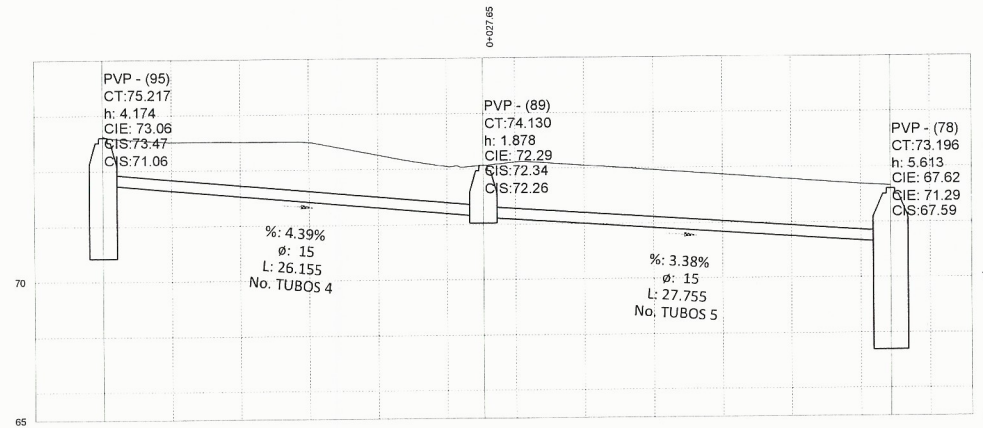 0+027.65
PVP - (95)
CT:75.217
h: 4.174
CIE: 73.06
CIS:73.47
CIS:71.06
PVP - (89)
CT:74.130
h: 1.878
CIE: 72.29
CIS:72.34
CIS:72.26
PVP - (78)
CT:73.196
h: 5.613
CIE: 67.62
CIE: 71.29
CIS:67.59
%: 4.39%
ø: 15
L: 26.155
No. TUBOS 4
%: 3.38%
ø: 15
L: 27.755
No. TUBOS 5
70
65